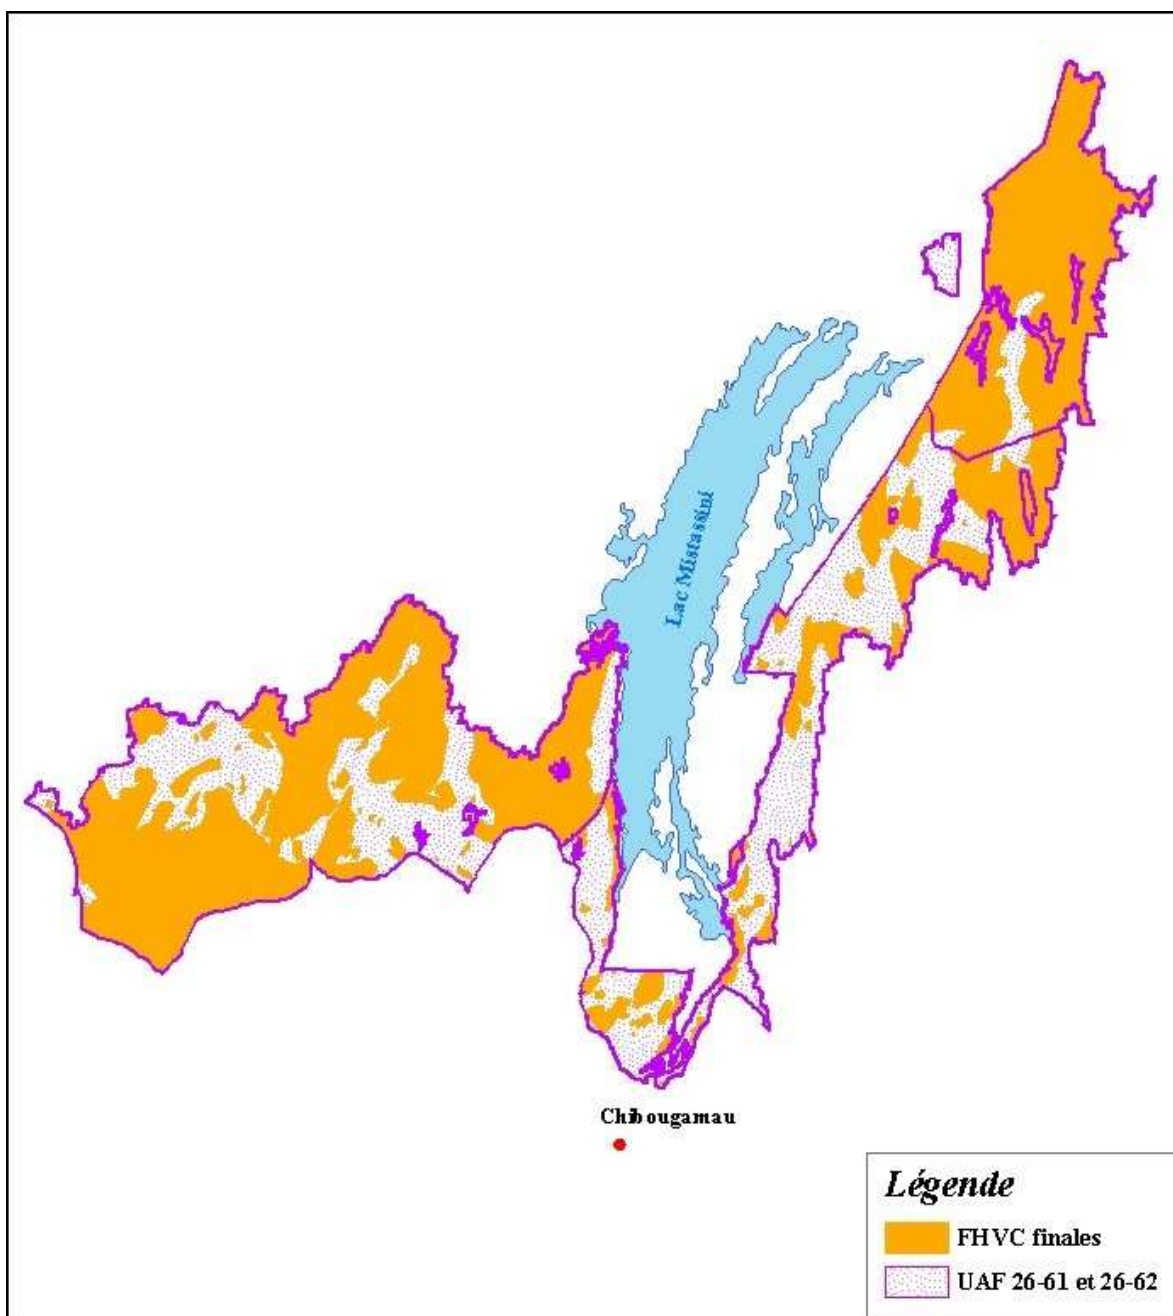 Lac Mistassini
Chibougamau
Légende
FHVC finales
UAF 26-61 et 26-62